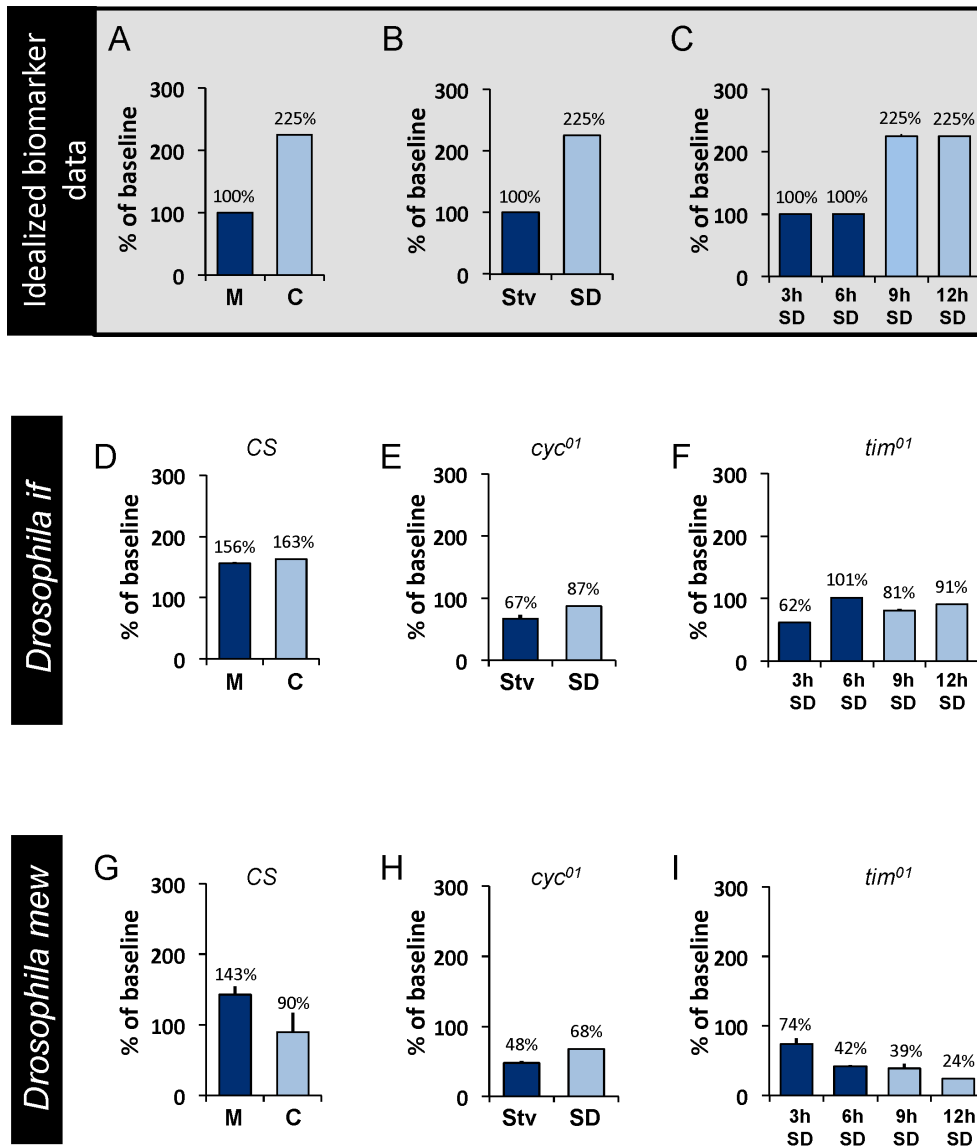 Idealized biomarker
data
A
% of baseline
300
200
100
0
100%
225%
M
C
B
% of baseline
300
200
100
0
100%
225%
Stv
SD
C
% of baseline
300
200
100
0
100%
100%
225%
225%
3h
SD
6h
SD
9h
SD
12h
SD
Drosophila if
D
CS
% of baseline
300
200
100
0
156%
163%
M
C
E
cyc01
% of baseline
300
200
100
0
67%
87%
Stv
SD
F
tim01
% of baseline
300
200
100
0
62%
101%
81%
91%
3h
SD
6h
SD
9h
SD
12h
SD
Drosophila mew
G
CS
% of baseline
300
200
100
0
143%
90%
M
C
H
cyc01
% of baseline
300
200
100
0
48%
68%
Stv
SD
I
tim01
% of baseline
300
200
100
0
74%
42%
39%
24%
3h
SD
6h
SD
9h
SD
12h
SD